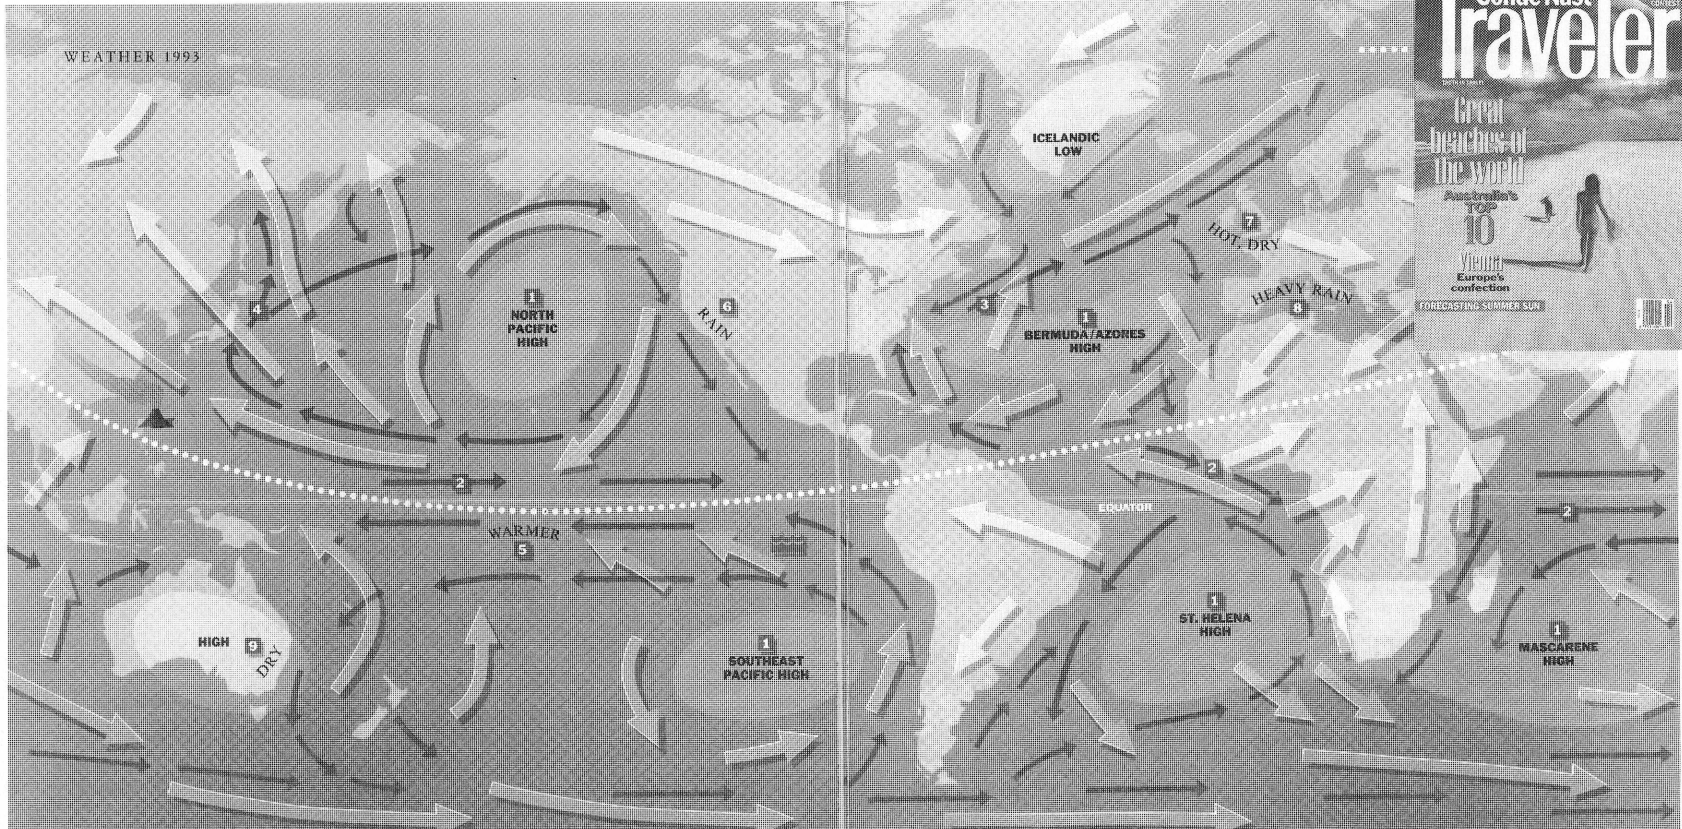 WEATHER 1993
Condé Nast
Traveler
Great
beaches of
the world
Australia's
TOP
10
Vienna
Europe's
confection
FORECASTING SUMMER SUN
ICELANDIC
LOW
7
HOT, DRY
HEAVY RAIN
8
4
1
NORTH
PACIFIC
HIGH
6
RAIN
3
1
BERMUDA/AZORES
HIGH
2
2
EQUATOR
2
WARMER
5
HIGH
9
DRY
1
SOUTHEAST
PACIFIC HIGH
1
ST. HELENA
HIGH
1
MASCARENE
HIGH